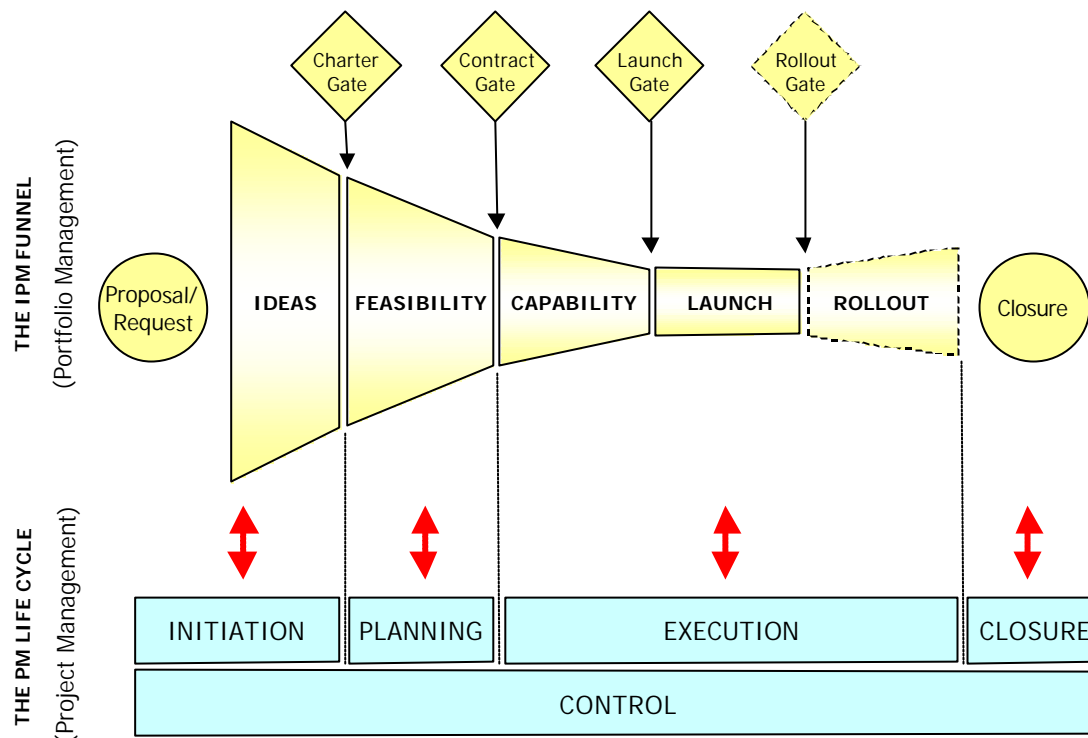 Charter
Gate
Contract
Gate
Launch
Gate
Rollout
Gate
THE IPM FUNNEL
(Portfolio Management)
Proposal/
Request
IDEAS
FEASIBILITY
CAPABILITY
LAUNCH
ROLLOUT
Closure
THE PM LIFE CYCLE
(Project Management)
INITIATION
PLANNING
EXECUTION
CLOSURE
CONTROL